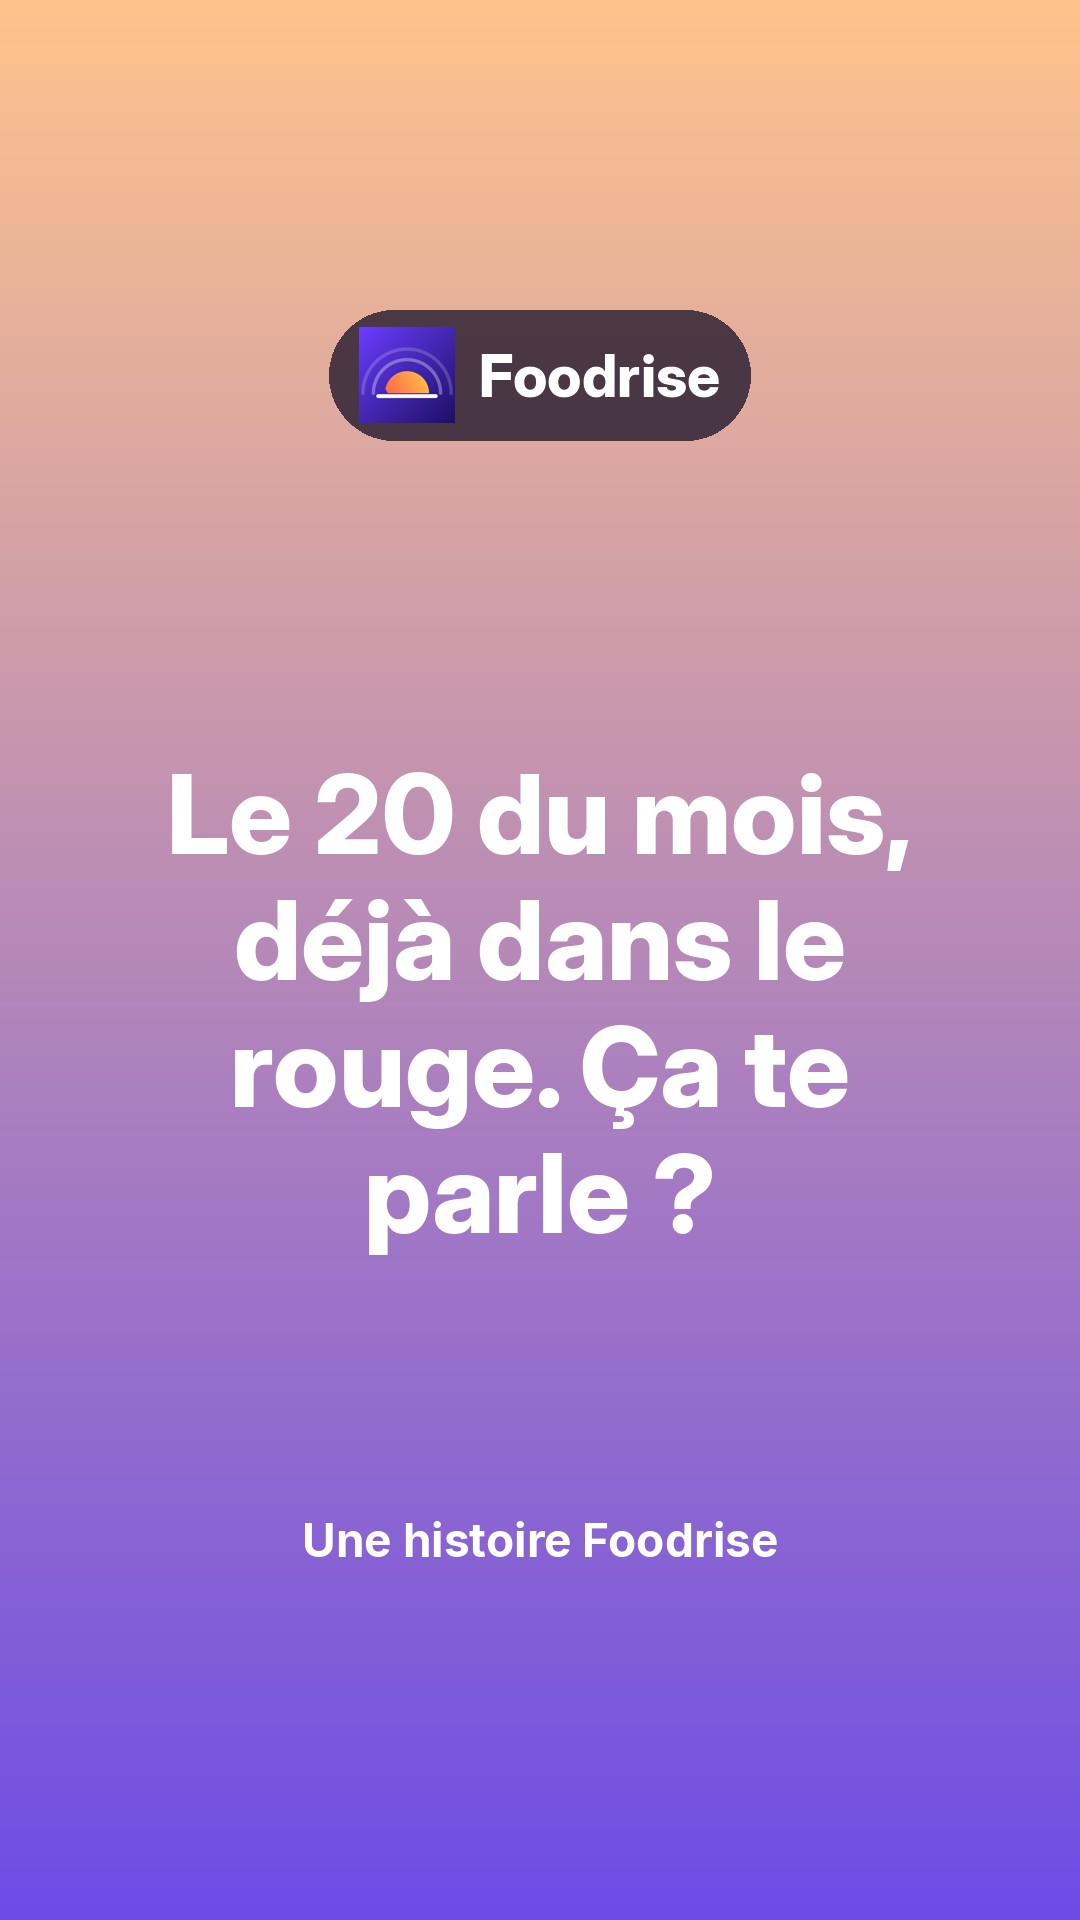 Foodrise
Le 20 du mois,
déjà dans le
rouge. Ça te
parle ?
Une histoire Foodrise